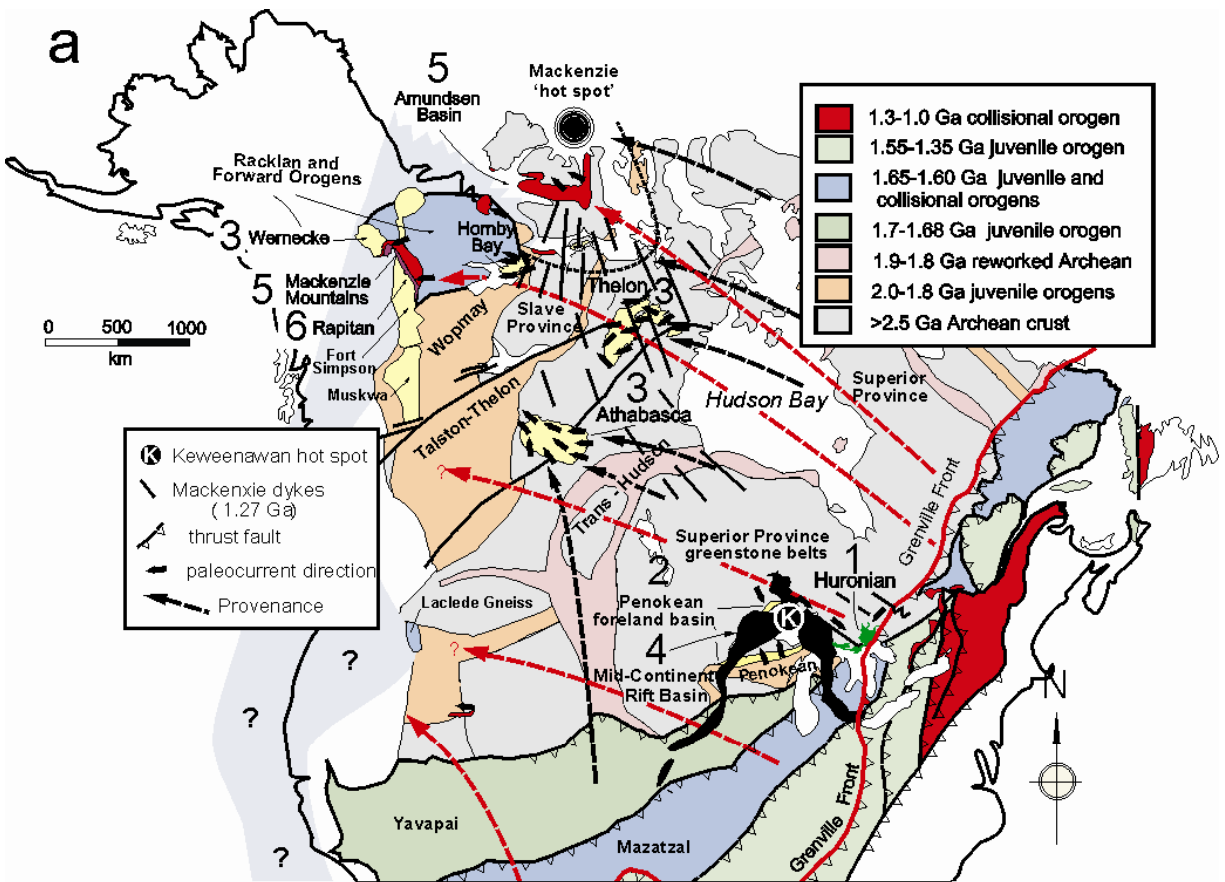 a
5
Amundsen
Basin
Mackenzie
'hot spot'
Racklan and
Forward Orogens
3
Wernecke
Hornby
Bay
5
Mackenzie
Mountains
6
Rapitan
Fort
Simpson
Muskwa
0 500 1000
km
Wopmay
Slave
Province
Thelon
3
Talston-Thelon
3
Athabasca
Hudson Bay
Superior
Province
Trans - Hudson
Grenville Front
Superior Province
greenstone belts
1
Huronian
2
Penokean
foreland basin
K
4
Mid-Continent
Rift Basin
Penokean
Laclede Gneiss
?
?
?
?
?
Yavapai
Mazatzal
Grenville Front
N
1.3-1.0 Ga collisional orogen
1.55-1.35 Ga juvenile orogen
1.65-1.60 Ga juvenile and
collisional orogens
1.7-1.68 Ga juvenile orogen
1.9-1.8 Ga reworked Archean
2.0-1.8 Ga juvenile orogens
>2.5 Ga Archean crust
K Keweenawan hot spot
Mackenxie dykes
( 1.27 Ga)
thrust fault
paleocurrent direction
Provenance